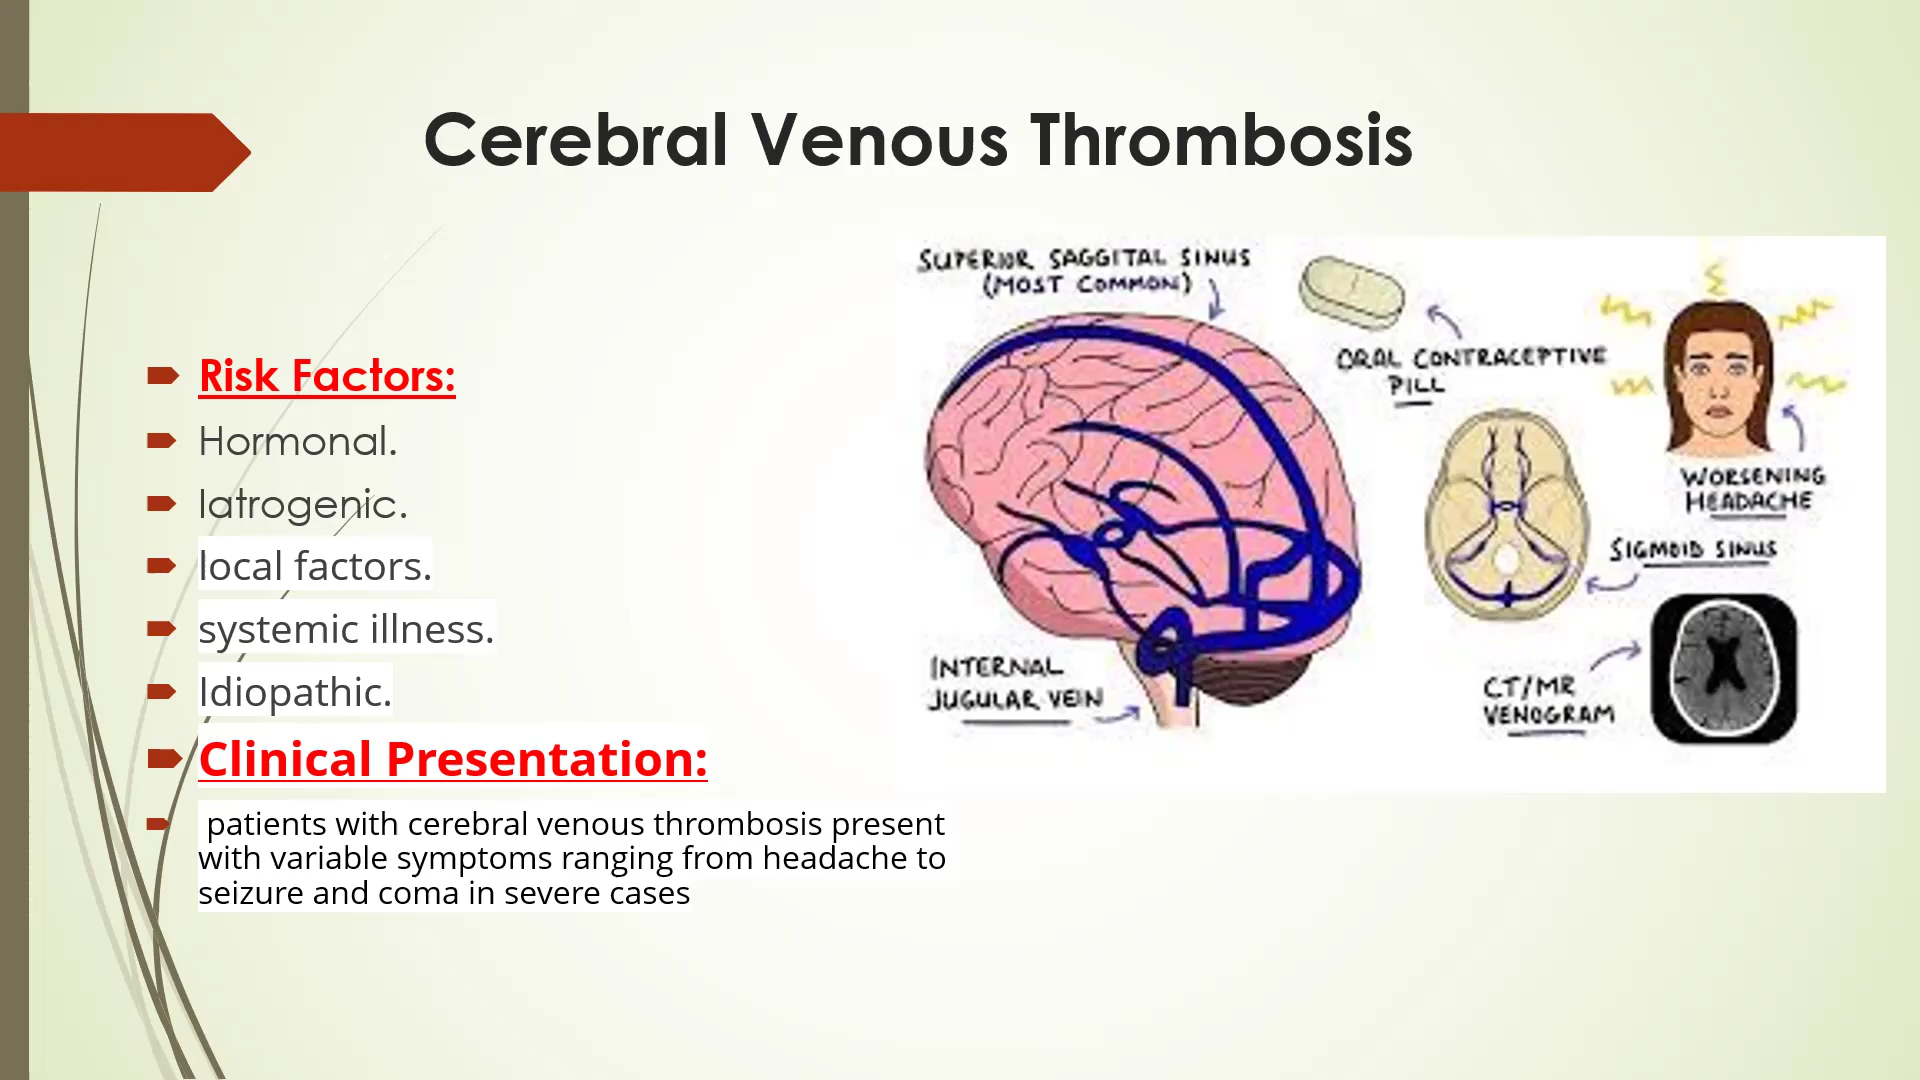 Cerebral Venous Thrombosis
Risk Factors:
Hormonal.
Iatrogenic.
local factors.
systemic illness.
Idiopathic.
Clinical Presentation:
patients with cerebral venous thrombosis present
with variable symptoms ranging from headache to
seizure and coma in severe cases
SUPERIOR SAGGITAL SINUS
(MOST COMMON)
ORAL CONTRACEPTIVE
PILL
WORSENING
HEADACHE
SIGMOID SINUS
INTERNAL
JUGULAR VEIN
CT/MR
VENOGRAM